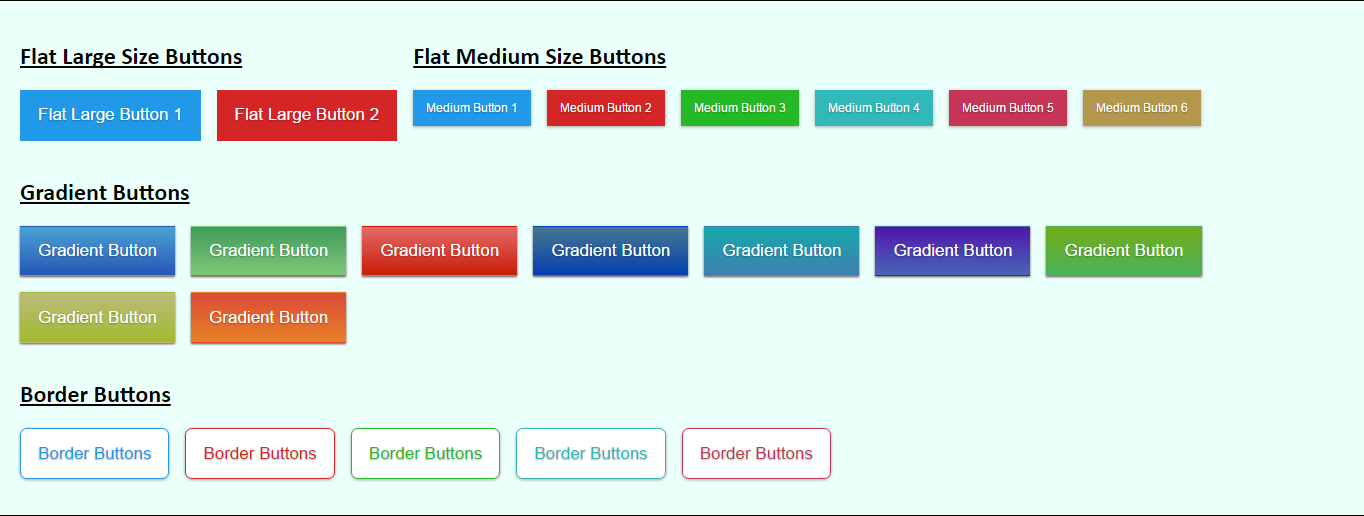 Flat Large Size Buttons
Flat Medium Size Buttons
Flat Large Button 1
Flat Large Button 2
Medium Button 1
Medium Button 2
Medium Button 3
Medium Button 4
Medium Button 5
Medium Button 6
Gradient Buttons
Gradient Button
Gradient Button
Gradient Button
Gradient Button
Gradient Button
Gradient Button
Gradient Button
Gradient Button
Gradient Button
Border Buttons
Border Buttons
Border Buttons
Border Buttons
Border Buttons
Border Buttons